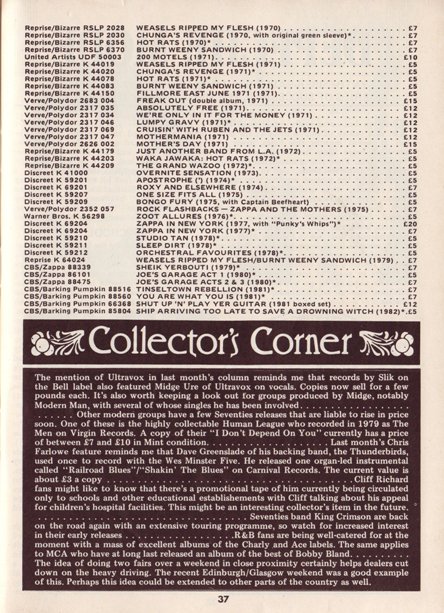 Reprise/Bizarre RSLP 2028 WEASELS RIPPED MY FLESH (1970) . . . £7
Reprise/Bizarre RSLP 2030 CHUNGA'S REVENGE (1970, with original green sleeve)* . . . £7
Reprise/Bizarre RSLP 6356 HOT RATS (1970)* . . . £7
Reprise/Bizarre RSLP 6370 BURNT WEENY SANDWICH (1970) . . . £7
United Artists UDF 50003 200 MOTELS (1971) . . . £10
Reprise/Bizarre K 44019 WEASELS RIPPED MY FLESH (1971) . . . £5
Reprise/Bizarre K 44020 CHUNGA'S REVENGE (1971)* . . . £5
Reprise/Bizarre K 44078 HOT RATS (1971)* . . . £5
Reprise/Bizarre K 44083 BURNT WEENY SANDWICH (1971) . . . £5
Reprise/Bizarre K 44150 FILLMORE EAST JUNE 1971 (1971) . . . £5
Verve/Polydor 2683 004 FREAK OUT (double album, 1971) . . . £15
Verve/Polydor 2317 035 ABSOLUTELY FREE (1971) . . . £12
Verve/Polydor 2317 034 WE'RE ONLY IN IT FOR THE MONEY (1971) . . . £12
Verve/Polydor 2317 046 LUMPY GRAVY (1971)* . . . £12
Verve/Polydor 2317 069 CRUISIN' WITH RUBEN AND THE JETS (1971) . . . £12
Verve/Polydor 2317 047 MOTHERMANIA (1971) . . . £12
Verve/Polydor 2626 002 MOTHER'S DAY (1971) . . . £15
Reprise/Bizarre K 44179 JUST ANOTHER BAND FROM L.A. (1972) . . . £5
Reprise/Bizarre K 44203 WAKA JAWAKA: HOT RATS (1972)* . . . £5
Reprise/Bizarre K 44209 THE GRAND WAZOO (1972)* . . . £5
Discreet K 41000 OVERNITE SENSATION (1973) . . . £5
Discreet K 59201 APOSTROPHE (') (1974)* . . . £5
Discreet K 69201 ROXY AND ELSEWHERE (1974) . . . £7
Discreet K 59207 ONE SIZE FITS ALL (1975) . . . £5
Discreet K 59209 BONGO FURY (1975, with Captain Beefheart) . . . £5
Verve/Polydor 2352 057 ROCK FLASHBACKS — ZAPPA AND THE MOTHERS (1975) . . . £5
Warner Bros. K 56298 ZOOT ALLURES (1976)* . . . £5
Discreet K 69204 ZAPPA IN NEW YORK (1977, with "Punky's Whips")* . . . £20
Discreet K 69204 ZAPPA IN NEW YORK (1977)* . . . £7
Discreet K 59210 STUDIO TAN (1978)* . . . £5
Discreet K 59211 SLEEP DIRT (1978)* . . . £5
Discreet K 59212 ORCHESTRAL FAVOURITES (1978)* . . . £5
Reprise K 64024 WEASELS RIPPED MY FLESH/BURNT WEENY SANDWICH (1979) . . £7
CBS/Zappa 88339 SHEIK YERBOUTI (1979)* . . . £7
CBS/Zappa 86101 JOE'S GARAGE ACT 1 (1980)* . . . £5
CBS/Zappa 88475 JOE'S GARAGE ACTS 2 & 3 (1980)* . . . £7
CBS/Barking Pumpkin 88516 TINSELTOWN REBELLION (1981)* . . . £7
CBS/Barking Pumpkin 88560 YOU ARE WHAT YOU IS (1981)* . . . £7
CBS/Barking Pumpkin 66368 SHUT UP 'N' PLAY YER GUITAR (1981 boxed set) . . . £12
CBS/Barking Pumpkin 85804 SHIP ARRIVING TOO LATE TO SAVE A DROWNING WITCH (1982)*.£5
Collector's Corner
The mention of Ultravox in last month's column reminds me that records by Slik on
the Bell label also featured Midge Ure of Ultravox on vocals. Copies now sell for a few
pounds each. It's also worth keeping a look out for groups produced by Midge, notably
Modern Man, with several of whose singles he has been involved. . . .
. . . Other modern groups have a few Seventies releases that are liable to rise in price
soon. One of these is the highly collectable Human League who recorded in 1979 as The
Men on Virgin Records. A copy of their "I Don't Depend On You" currently has a price
of between £7 and £10 in Mint condition. . . . Last month's Chris
Farlowe feature reminds me that Dave Greenslade of his backing band, the Thunderbirds,
used once to record with the Wes Minster Five. He released one organ-led instrumental
called "Railroad Blues"/"Shakin' The Blues" on Carnival Records. The current value is
about £3 a copy . . . Cliff Richard
fans might like to know that there's a promotional tape of him currently being circulated
only to schools and other educational establishements with Cliff talking about his appeal
for children's hospital facilities. This might be an interesting collector's item in the future.
. . . Seventies band King Crimson are back
on the road again with an extensive touring programme, so watch for increased interest
in their early releases . . . R&B fans are being well-catered for at the
moment with a mass of excellent albums of the Charly and Ace labels. The same applies
to MCA who have at long last released an album of the best of Bobby Bland. . . .
The idea of doing two fairs over a weekend in close proximity certainly helps dealers cut
down on the heavy driving. The recent Edinburgh/Glasgow weekend was a good example
of this. Perhaps this idea could be extended to other parts of the country as well.
37